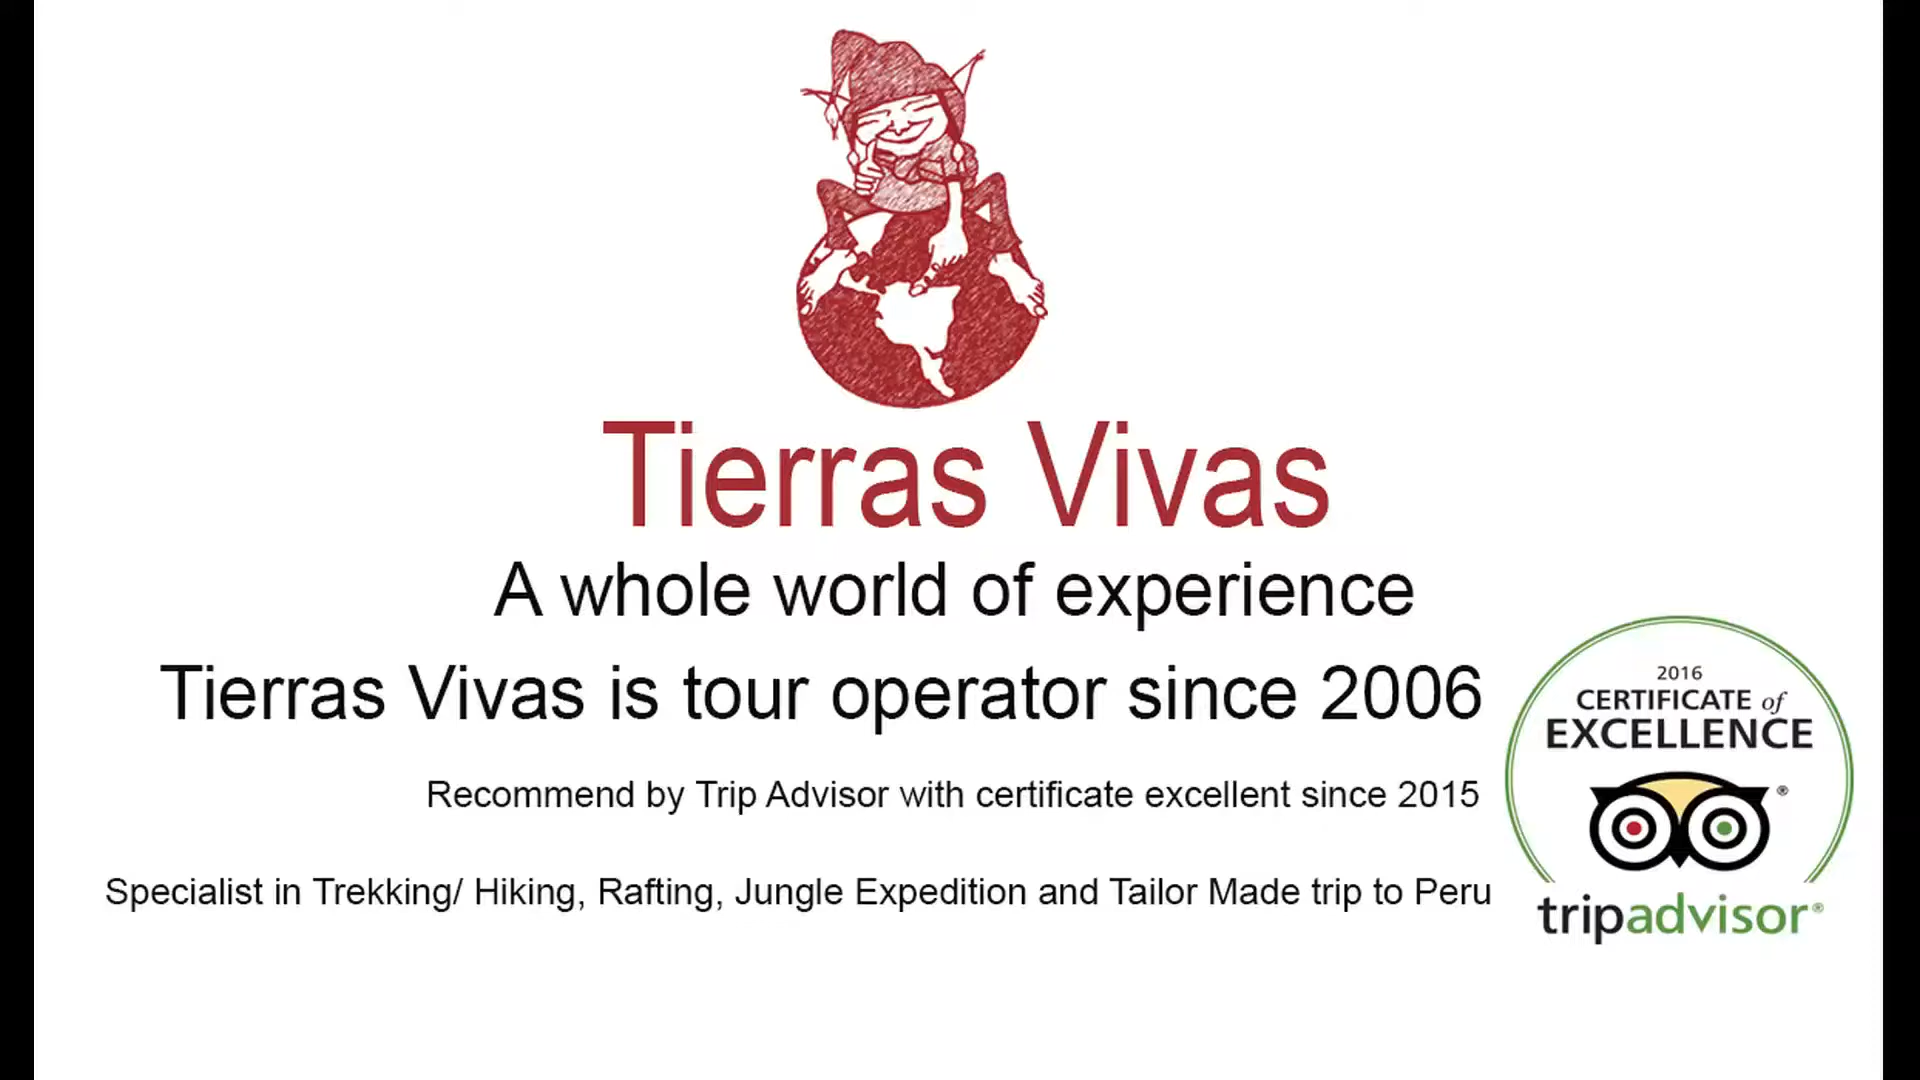 Tierras Vivas
A whole world of experience
Tierras Vivas is tour operator since 2006
Recommend by Trip Advisor with certificate excellent since 2015
Specialist in Trekking/ Hiking, Rafting, Jungle Expedition and Tailor Made trip to Peru
2016
CERTIFICATE of
EXCELLENCE
®
tripadvisor®